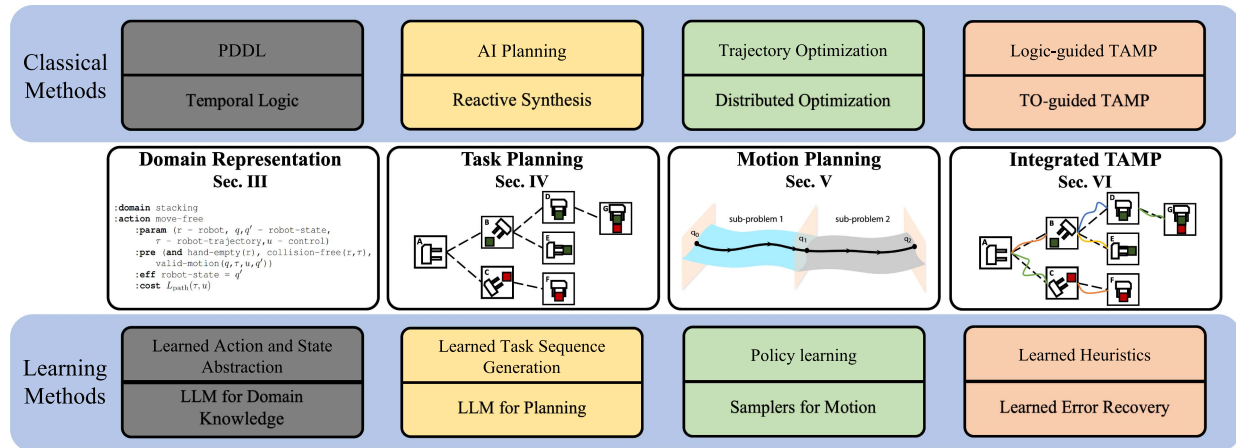 Classical
Methods
PDDL
Temporal Logic
AI Planning
Reactive Synthesis
Trajectory Optimization
Distributed Optimization
Logic-guided TAMP
TO-guided TAMP
Domain Representation
Sec. III
:domain stacking
:action move-free
:param (r - robot, q,q′ - robot-state,
τ - robot-trajectory,u - control)
:pre (and hand-empty(r), collision-free(r,τ),
valid-motion(q,τ,u,q′))
:eff robot-state = q′
:cost Lpath(τ,u)
Task Planning
Sec. IV
A
B
C
D
E
F
G
Motion Planning
Sec. V
sub-problem 1
sub-problem 2
q0
q1
q2
Integrated TAMP
Sec. VI
A
B
C
D
E
F
G
Learning
Methods
Learned Action and State
Abstraction
LLM for Domain
Knowledge
Learned Task Sequence
Generation
LLM for Planning
Policy learning
Samplers for Motion
Learned Heuristics
Learned Error Recovery